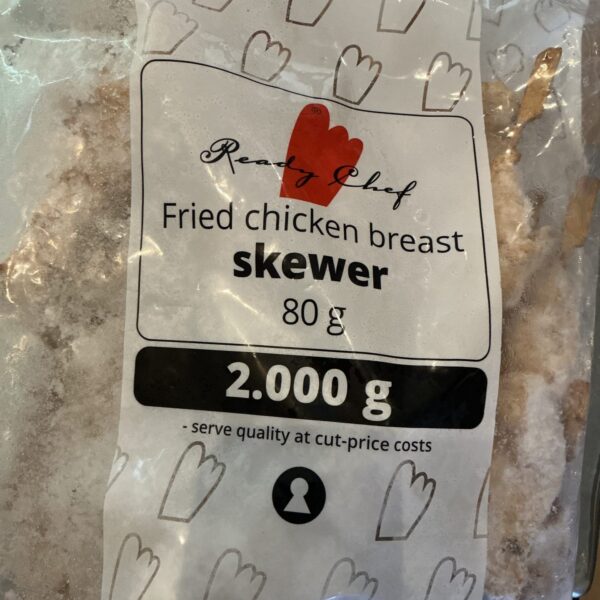 Ready Chef
Fried chicken breast
skewer
80 g
2.000 g
- serve quality at cut-price costs